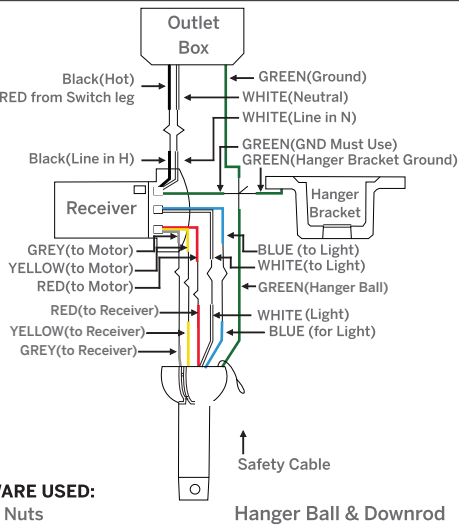 Outlet
Box
Black(Hot)
RED from Switch leg
GREEN(Ground)
WHITE(Neutral)
WHITE(Line in N)
Black(Line in H)
GREEN(GND Must Use)
GREEN(Hanger Bracket Ground)
Receiver
Hanger
Bracket
GREY(to Motor)
YELLOW(to Motor)
RED(to Motor)
BLUE (to Light)
WHITE(to Light)
GREEN(Hanger Ball)
RED(to Receiver)
YELLOW(to Receiver)
GREY(to Receiver)
WHITE (Light)
BLUE (for Light)
Safety Cable
WARE USED:
Nuts
Hanger Ball & Downrod